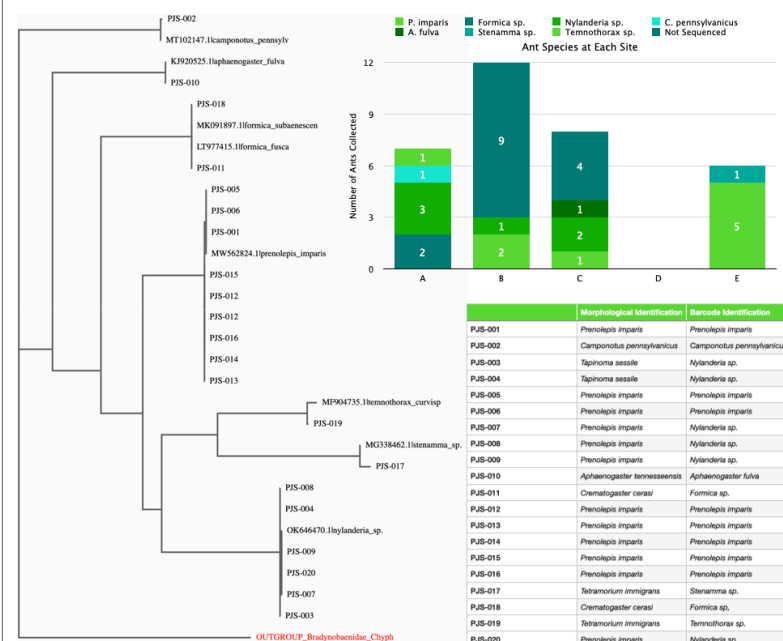 PJS-002
MT102147.1|camponotus_pennsylv
KJ920525.1|aphaenogaster_fulva
PJS-010
PJS-018
MK091897.1|formica_subaenescen
LT977415.1|formica_fusca
PJS-011
PJS-005
PJS-006
PJS-001
MW562824.1|prenolepis_imparis
PJS-015
PJS-012
PJS-012
PJS-016
PJS-014
PJS-013
MF904735.1|temnothorax_curvisp
PJS-019
MG338462.1|stenamma_sp.
PJS-017
PJS-008
PJS-004
OK646470.1|nylanderia_sp.
PJS-009
PJS-020
PJS-007
PJS-003
OUTGROUP_Bradynobaenidae_Chyph
P. imparis Formica sp. Nylanderia sp. C. pennsylvanicus
A. fulva Stenamma sp. Temnothorax sp. Not Sequenced
Ant Species at Each Site
Number of Ants Collected
12
9
6
3
0
1
1
3
2
9
1
2
4
1
2
1
1
5
A B C D E
Morphological Identification Barcode Identification
PJS-001 Prenolepis imparis Prenolepis imparis
PJS-002 Camponotus pennsylvanicus Camponotus pennsylvanicu
PJS-003 Tapinoma sessile Nylanderia sp.
PJS-004 Tapinoma sessile Nylanderia sp.
PJS-005 Prenolepis imparis Prenolepis imparis
PJS-006 Prenolepis imparis Prenolepis imparis
PJS-007 Prenolepis imparis Nylanderia sp.
PJS-008 Prenolepis imparis Nylanderia sp.
PJS-009 Prenolepis imparis Nylanderia sp.
PJS-010 Aphaenogaster tennesseensis Aphaenogaster fulva
PJS-011 Crematogaster cerasi Formica sp.
PJS-012 Prenolepis imparis Prenolepis imparis
PJS-013 Prenolepis imparis Prenolepis imparis
PJS-014 Prenolepis imparis Prenolepis imparis
PJS-015 Prenolepis imparis Prenolepis imparis
PJS-016 Prenolepis imparis Prenolepis imparis
PJS-017 Tetramorium immigrans Stenamma sp.
PJS-018 Crematogaster cerasi Formica sp,
PJS-019 Tetramorium immigrans Temnothorax sp.
PJS-020 Prenolepis imparis Nylanderia sp.